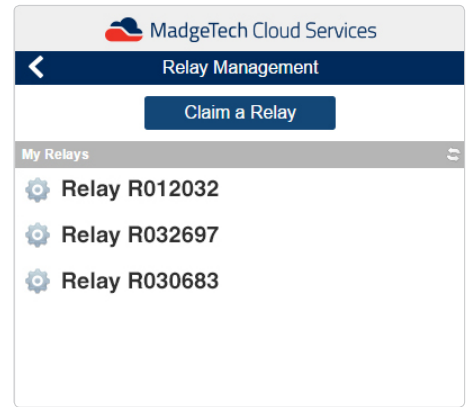 MadgeTech Cloud Services
Relay Management
Claim a Relay
My Relays
Relay R012032
Relay R032697
Relay R030683